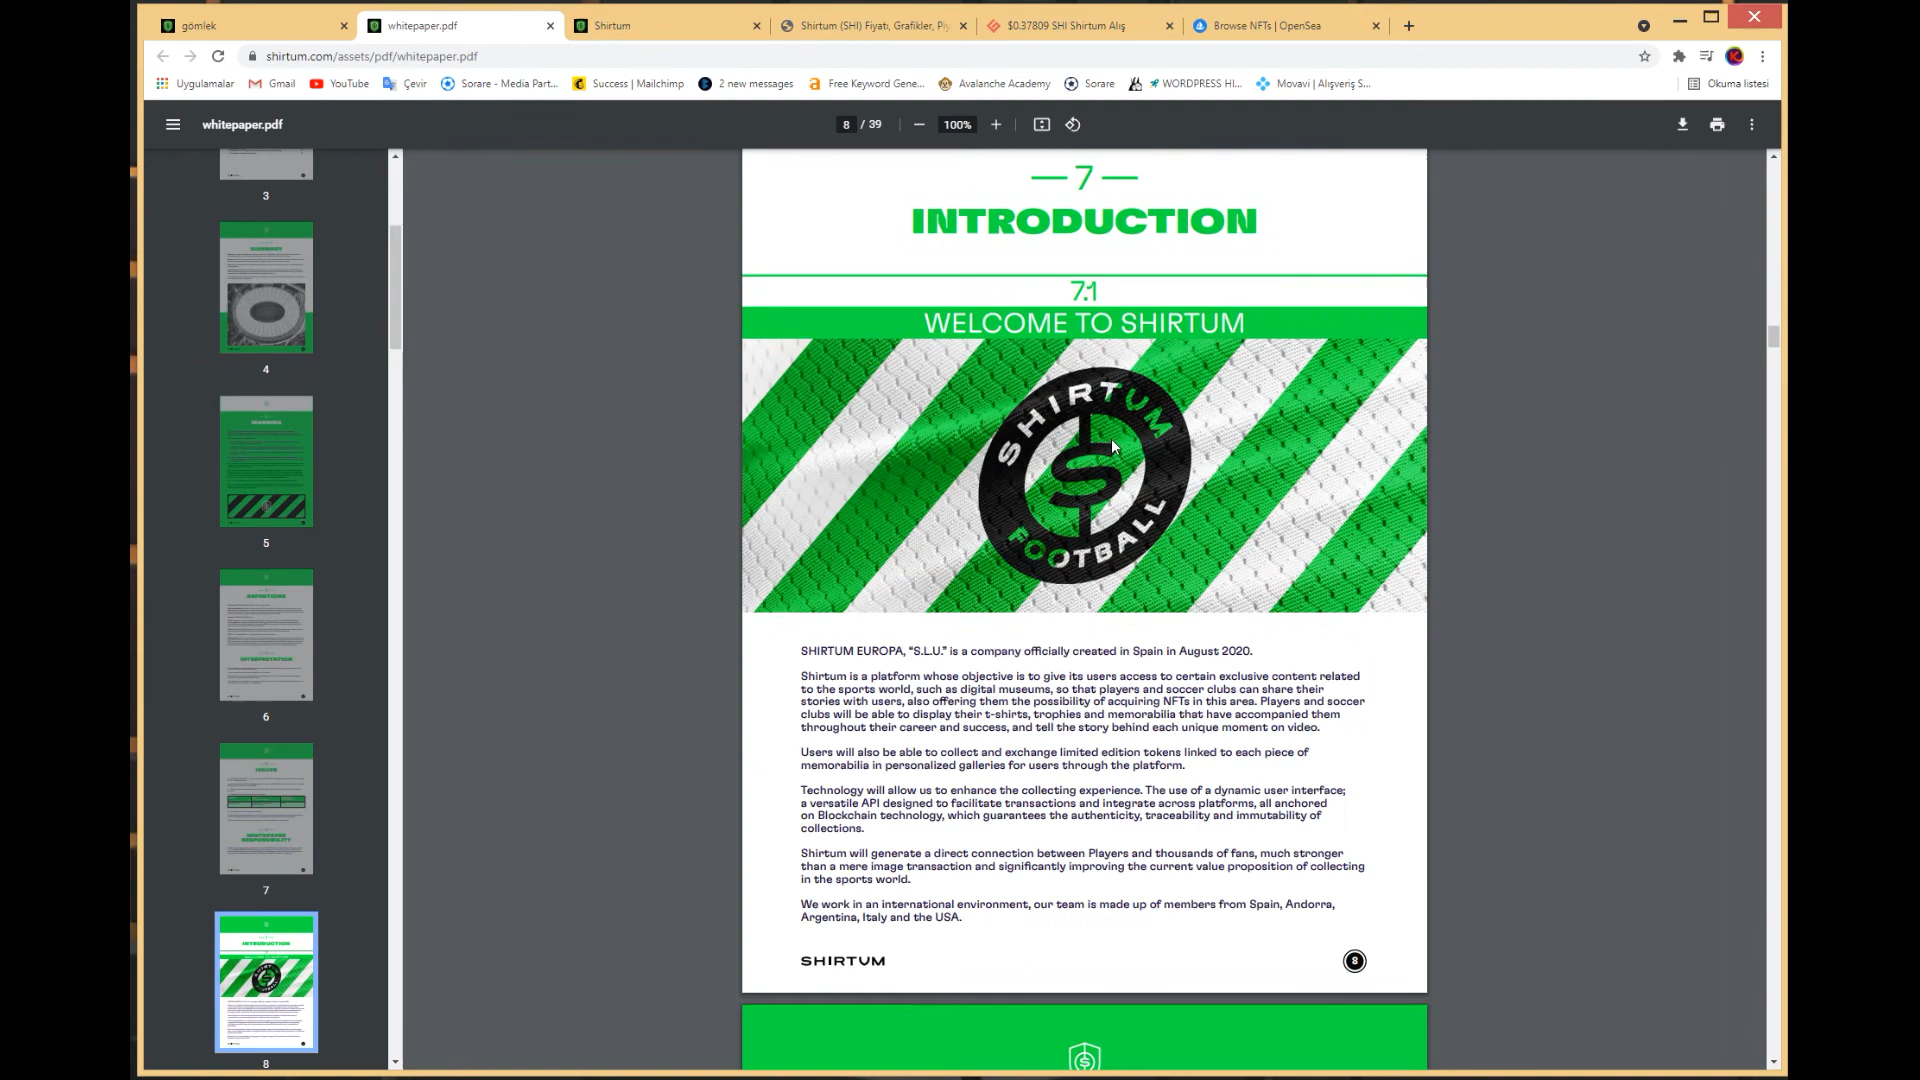 gömlek
whitepaper.pdf
Shirtum
Shirtum (SHI) Fiyatı, Grafikler, Piy
$0.37809 SHI Shirtum Alış
Browse NFTs | OpenSea
shirtum.com/assets/pdf/whitepaper.pdf
Uygulamalar
Gmail
YouTube
Çevir
Sorare - Media Part...
Success | Mailchimp
2 new messages
Free Keyword Gene...
Avalanche Academy
Sorare
WORDPRESS HI...
Movavi | Alışveriş S...
Okuma listesi
whitepaper.pdf
8 / 39
100%
3
SUMMARY
4
WARNING
5
DEFINITIONS
INTERPRETATION
6
ISSUER
WHITEPAPER
RESPONSIBILITY
7
INTRODUCTION
8
7
INTRODUCTION
7.1
WELCOME TO SHIRTUM
SHIRTUM
FOOTBALL
SHIRTUM EUROPA, “S.L.U.” is a company officially created in Spain in August 2020.
Shirtum is a platform whose objective is to give its users access to certain exclusive content related
to the sports world, such as digital museums, so that players and soccer clubs can share their
stories with users, also offering them the possibility of acquiring NFTs in this area. Players and soccer
clubs will be able to display their t-shirts, trophies and memorabilia that have accompanied them
throughout their career and success, and tell the story behind each unique moment on video.
Users will also be able to collect and exchange limited edition tokens linked to each piece of
memorabilia in personalized galleries for users through the platform.
Technology will allow us to enhance the collecting experience. The use of a dynamic user interface;
a versatile API designed to facilitate transactions and integrate across platforms, all anchored
on Blockchain technology, which guarantees the authenticity, traceability and immutability of
collections.
Shirtum will generate a direct connection between Players and thousands of fans, much stronger
than a mere image transaction and significantly improving the current value proposition of collecting
in the sports world.
We work in an international environment, our team is made up of members from Spain, Andorra,
Argentina, Italy and the USA.
SHIRTUM
8